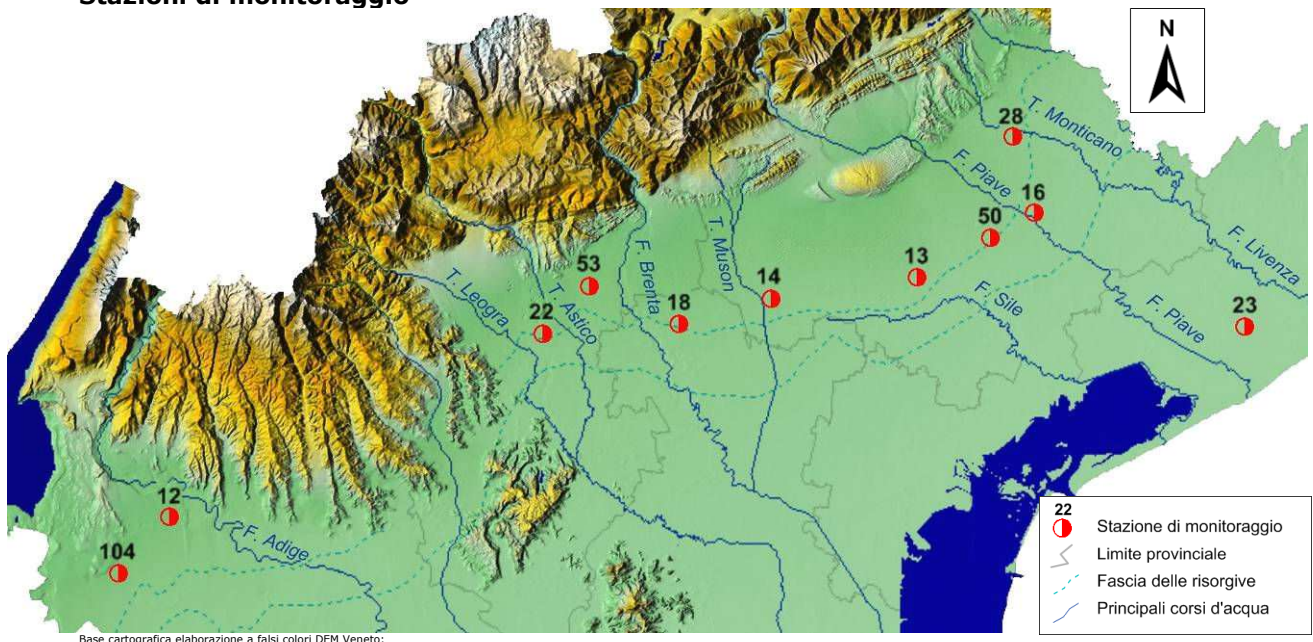 Stazioni di monitoraggio
N
28
T. Monticano
F. Piave
16
50
F. Livenza
53
T. Muson
13
14
F. Brenta
T. Leogra
T. Astico
22
18
F. Sile
F. Piave
23
12
F. Adige
104
22
Stazione di monitoraggio
Limite provinciale
Fascia delle risorgive
Principali corsi d'acqua
Base cartografica elaborazione a falsi colori DEM Veneto: